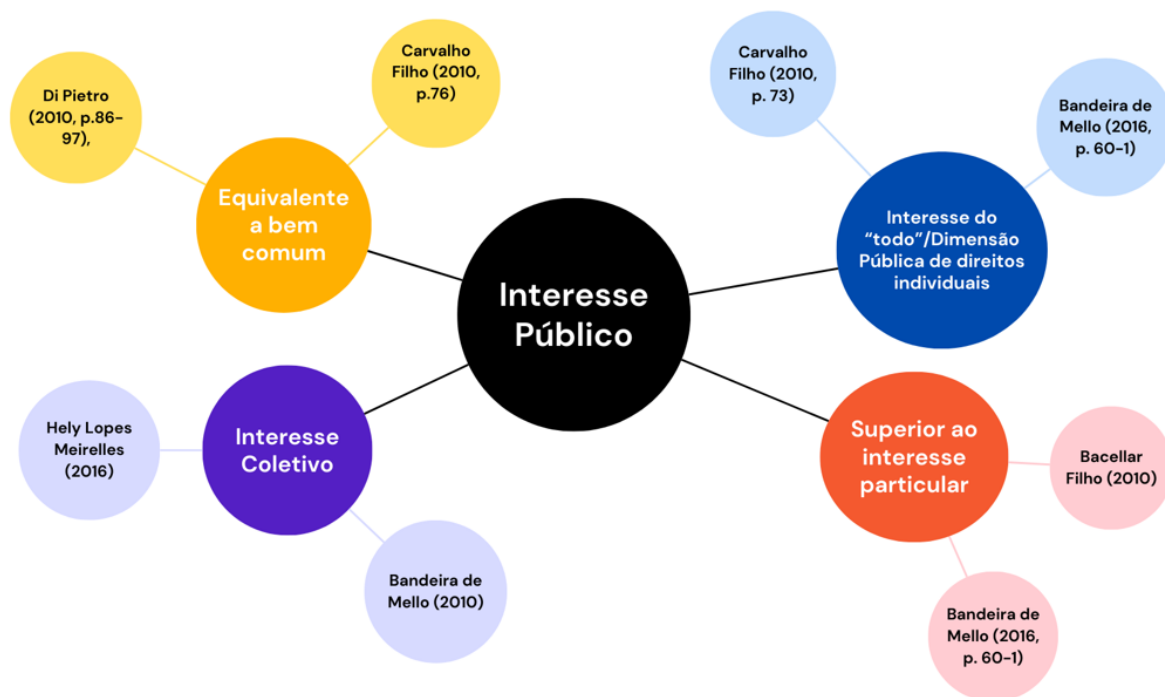 Di Pietro
(2010, p.86-
97),
Carvalho
Filho (2010,
p.76)
Equivalente
a bem
comum
Carvalho
Filho (2010,
p. 73)
Bandeira de
Mello (2016,
p. 60-1)
Interesse do
“todo”/Dimensão
Pública de direitos
individuais
Interesse
Público
Hely Lopes
Meirelles
(2016)
Interesse
Coletivo
Bandeira de
Mello (2010)
Superior ao
interesse
particular
Bacellar
Filho (2010)
Bandeira de
Mello (2016,
p. 60-1)